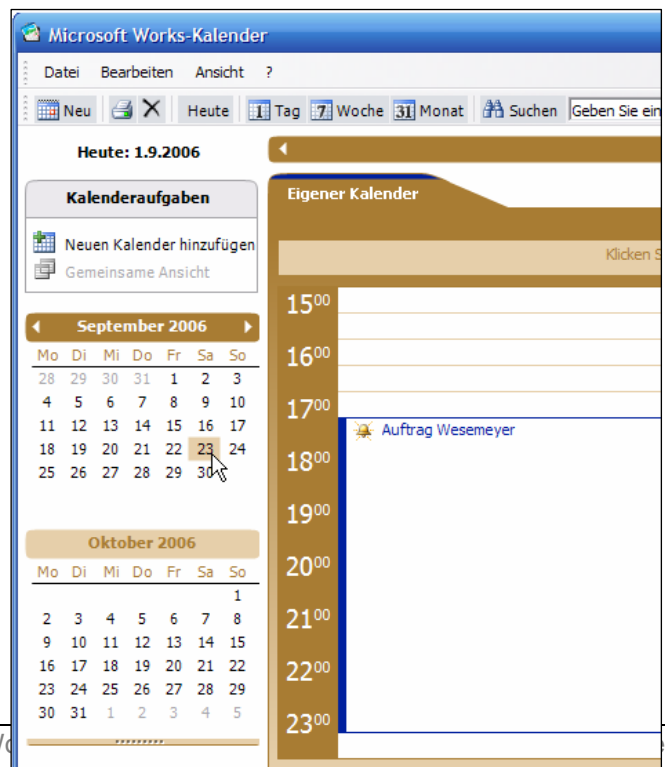 Microsoft Works-Kalender
Datei Bearbeiten Ansicht ?
Neu Heute 1 Tag 7 Woche 31 Monat Suchen Geben Sie ein
Heute: 1.9.2006
Kalenderaufgaben
Neuen Kalender hinzufügen
Gemeinsame Ansicht
September 2006
Mo Di Mi Do Fr Sa So
28 29 30 31 1 2 3
4 5 6 7 8 9 10
11 12 13 14 15 16 17
18 19 20 21 22 23 24
25 26 27 28 29 30
Oktober 2006
Mo Di Mi Do Fr Sa So
1
2 3 4 5 6 7 8
9 10 11 12 13 14 15
16 17 18 19 20 21 22
23 24 25 26 27 28 29
30 31 1 2 3 4 5
Eigener Kalender
Klicken S
15⁰⁰
16⁰⁰
17⁰⁰
Auftrag Wesemeyer
18⁰⁰
19⁰⁰
20⁰⁰
21⁰⁰
22⁰⁰
23⁰⁰